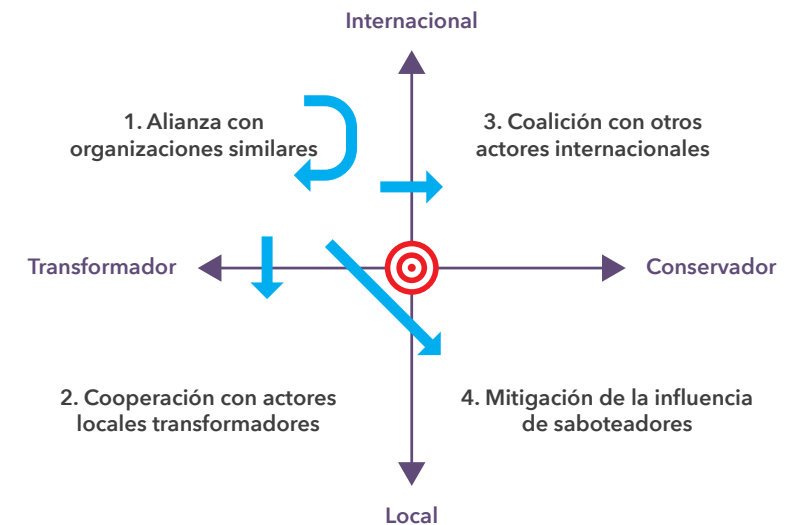 Internacional
1. Alianza con
organizaciones similares
3. Coalición con otros
actores internacionales
Transformador
Conservador
2. Cooperación con actores
locales transformadores
4. Mitigación de la influencia
de saboteadores
Local